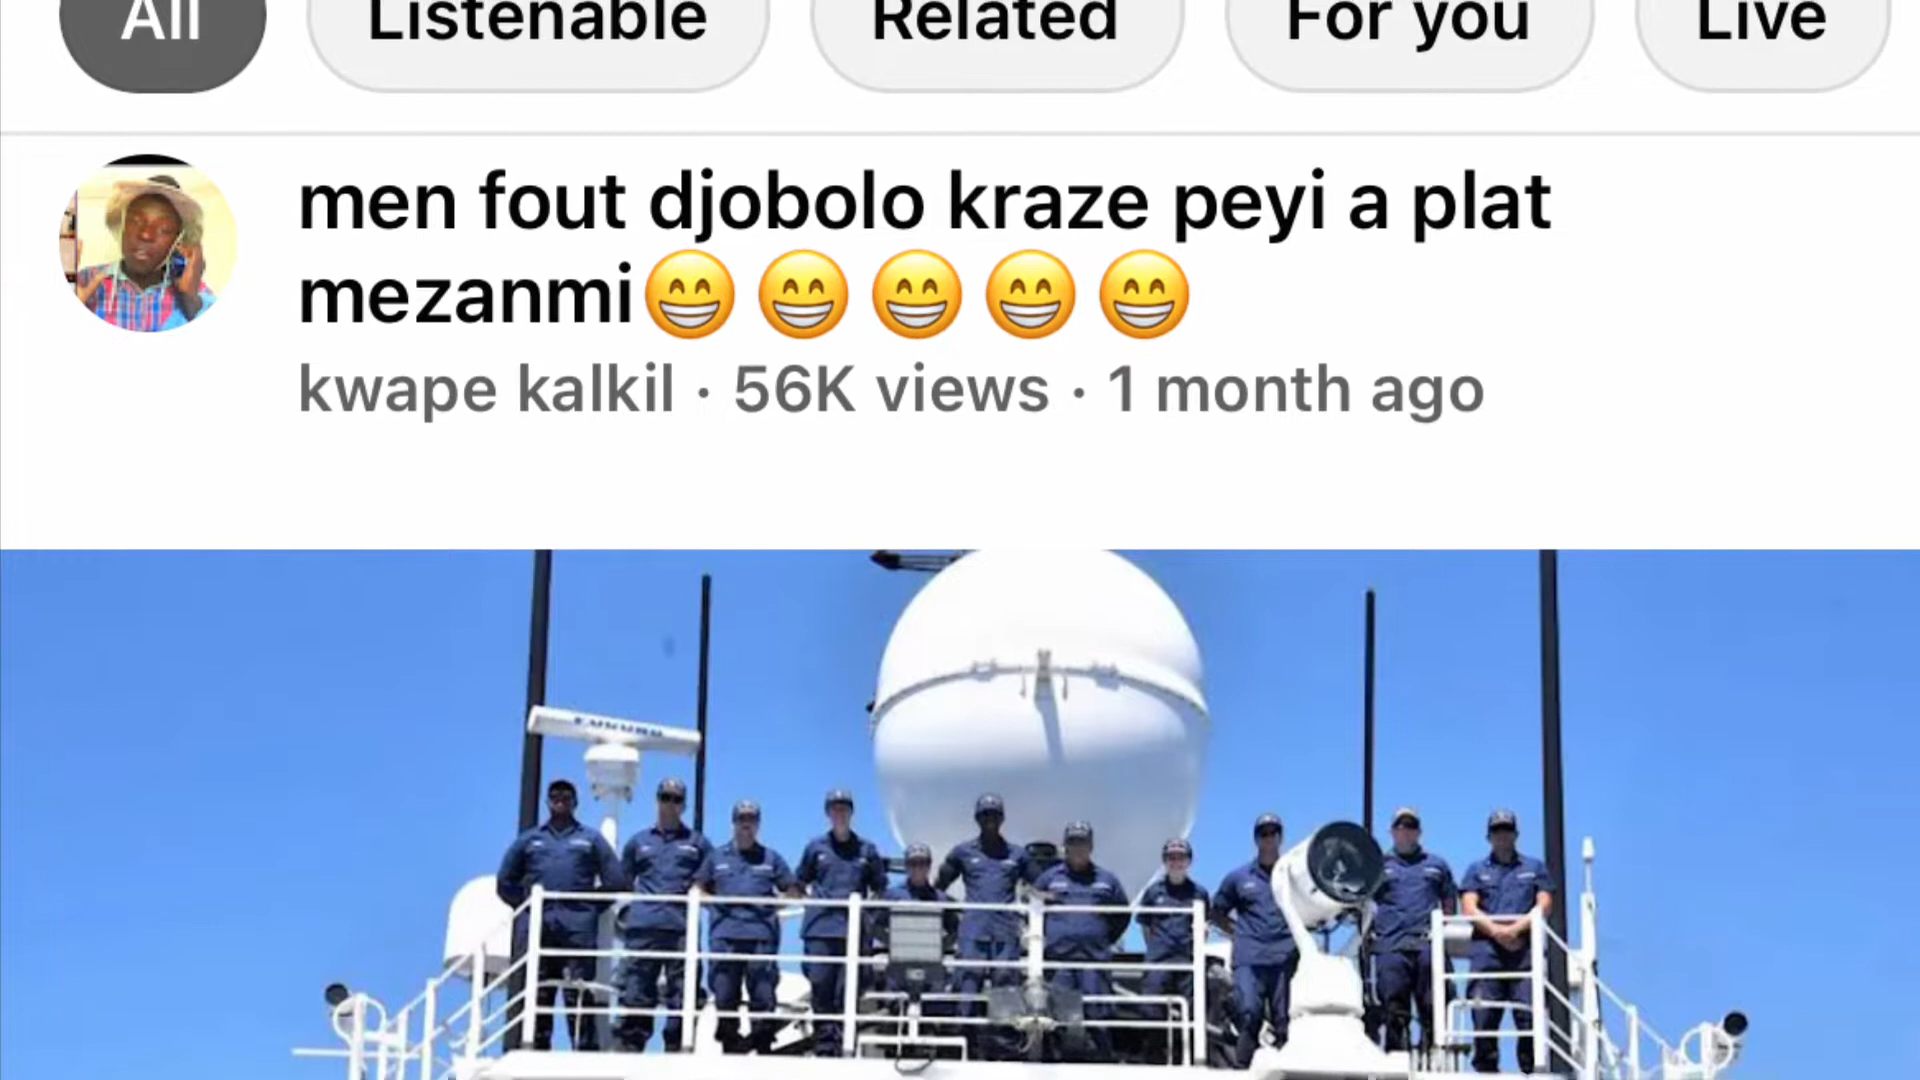 All Listenable Related For you Live
men fout djobolo kraze peyi a plat
mezanmi😁😁😁😁😁
kwape kalkil · 56K views · 1 month ago
FURUNO